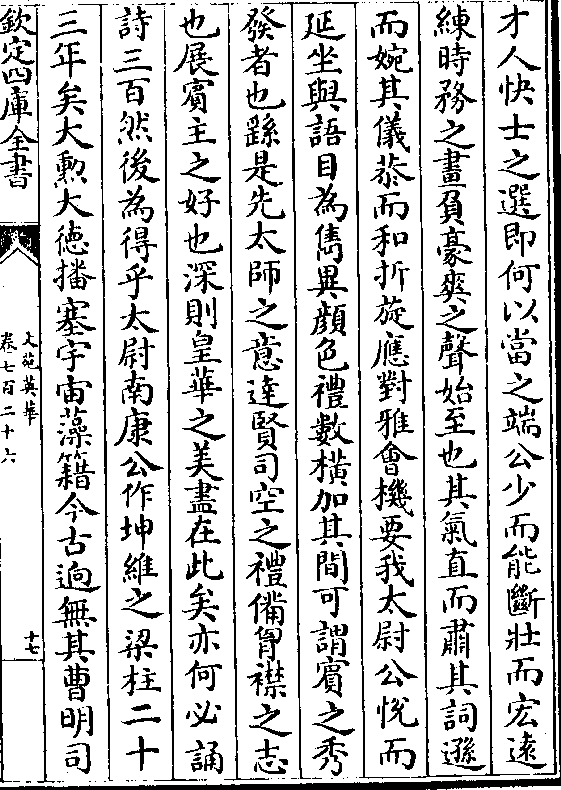 才人快士之選即何以當之端公少而能斷壯而宏遠
練時務之畫負豪爽之聲始至也其氣直而肅其詞遜
而婉其儀恭而和折旋應對雅會機要我太尉公悅而
延坐與語目為儁異顏色禮數橫加其間可謂賓之秀
發者也繇是先太師之意達賢司空之禮備胷襟之志
也展賓主之好也深則皇華之美盡在此矣亦何必誦
詩三百然後為得乎太尉南康公作坤維之梁柱二十
三年矣大勲大徳播塞宇宙藻籍今古逈無其曹明司
欽定四庫全書
文苑英華
卷七百二十六
十七